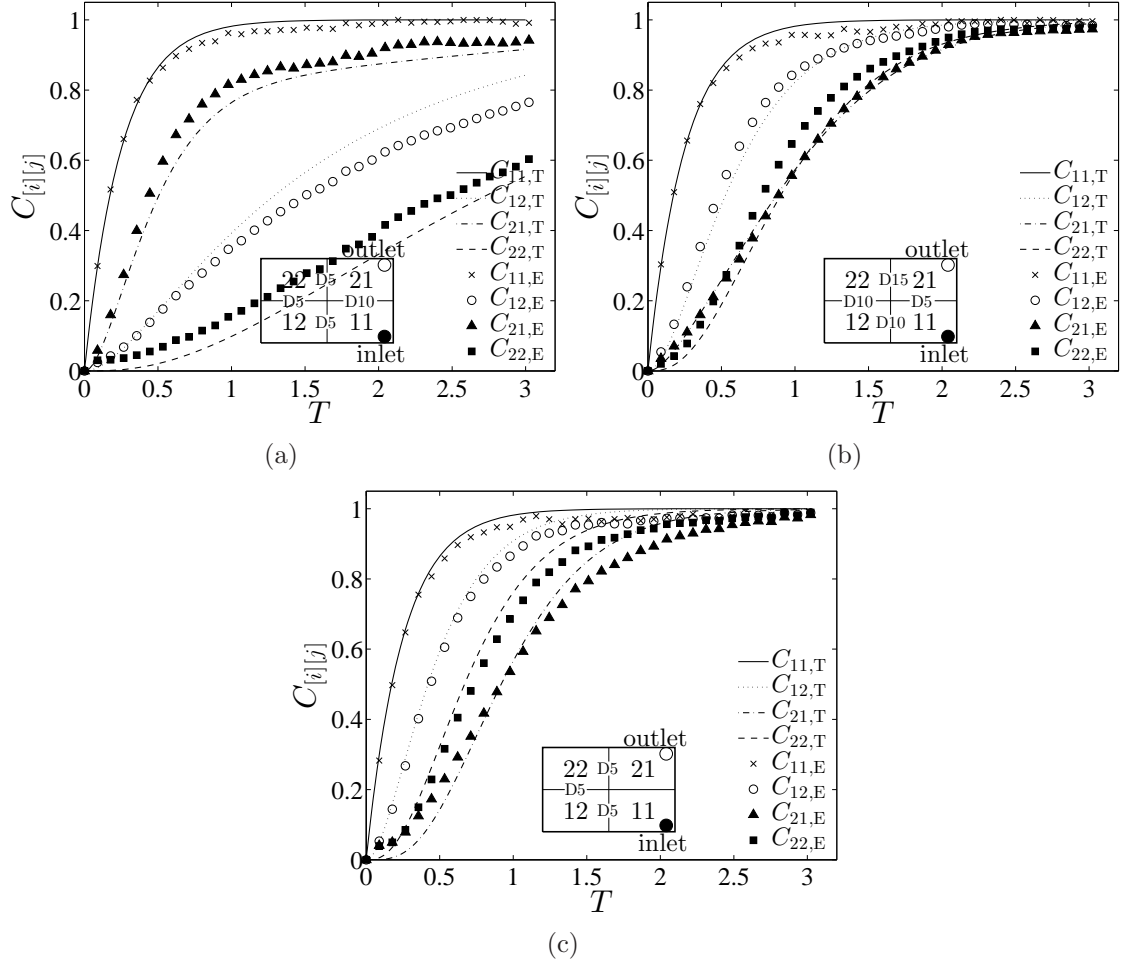 1
0.8
0.6
0.4
0.2
0
C[i][j]
0 0.5 1 1.5 2 2.5 3
T
C11,T
C12,T
C21,T
C22,T
C11,E
C12,E
C21,E
C22,E
outlet
22 D5 21
D5 D10
12 D5 11
inlet
(a)
1
0.8
0.6
0.4
0.2
0
C[i][j]
0 0.5 1 1.5 2 2.5 3
T
C11,T
C12,T
C21,T
C22,T
C11,E
C12,E
C21,E
C22,E
outlet
22 D15 21
D10 D5
12 D10 11
inlet
(b)
1
0.8
0.6
0.4
0.2
0
C[i][j]
0 0.5 1 1.5 2 2.5 3
T
C11,T
C12,T
C21,T
C22,T
C11,E
C12,E
C21,E
C22,E
outlet
22 D5 21
D5
12 D5 11
inlet
(c)